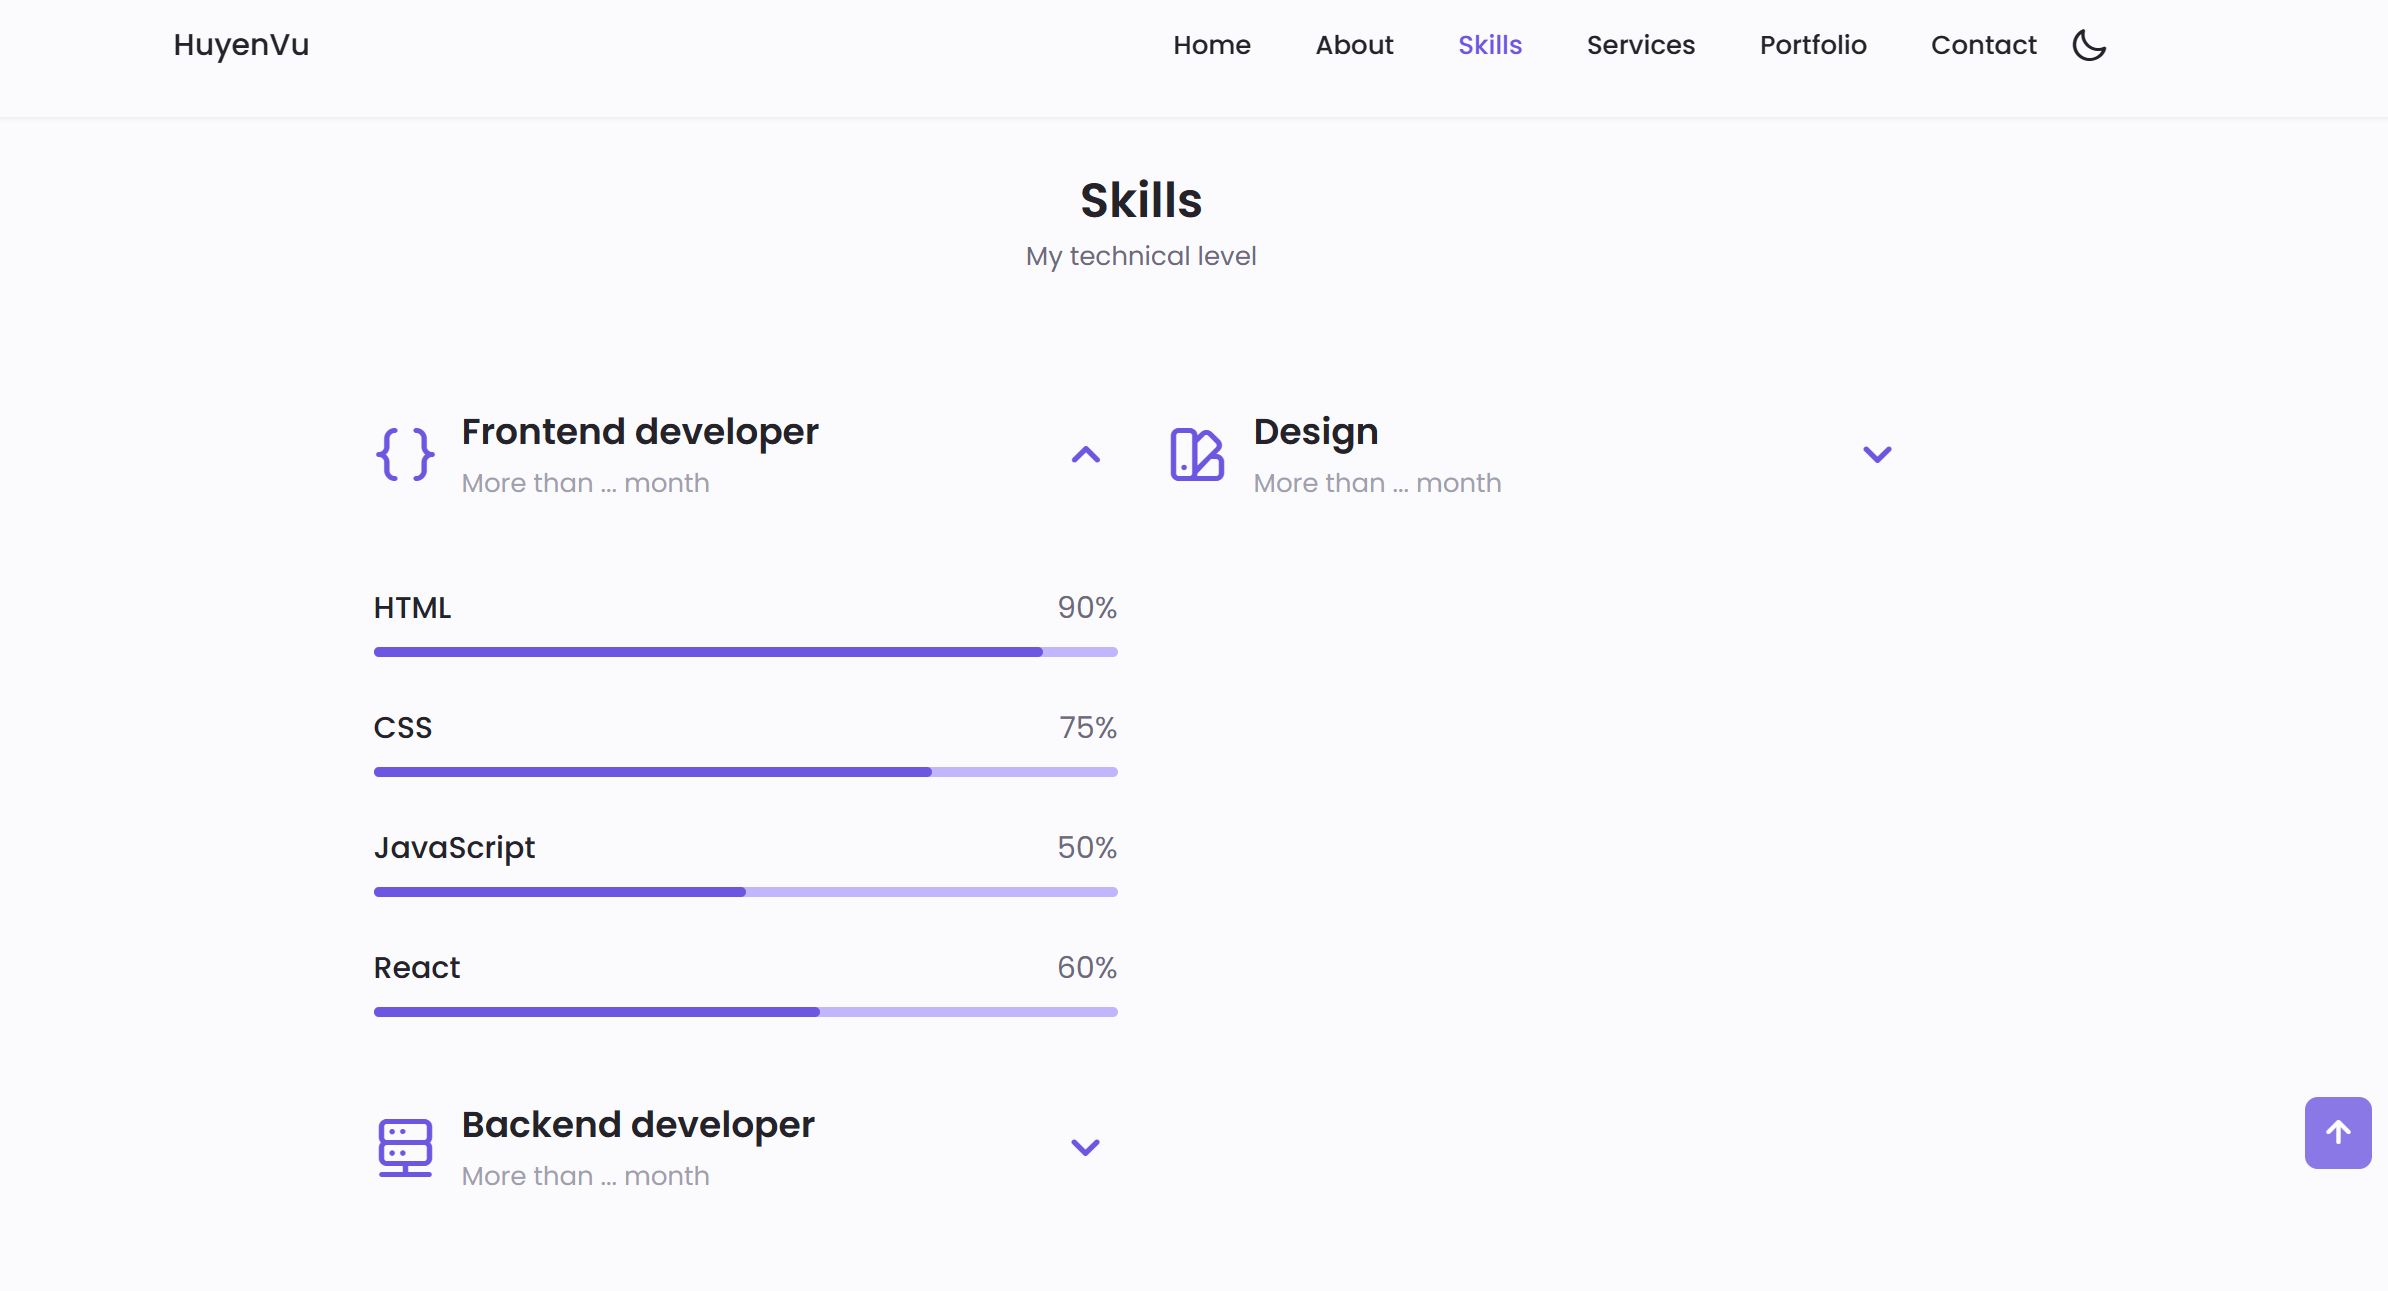 HuyenVu
Home About Skills Services Portfolio Contact
Skills
My technical level
Frontend developer
More than ... month
HTML 90%
CSS 75%
JavaScript 50%
React 60%
Backend developer
More than ... month
Design
More than ... month